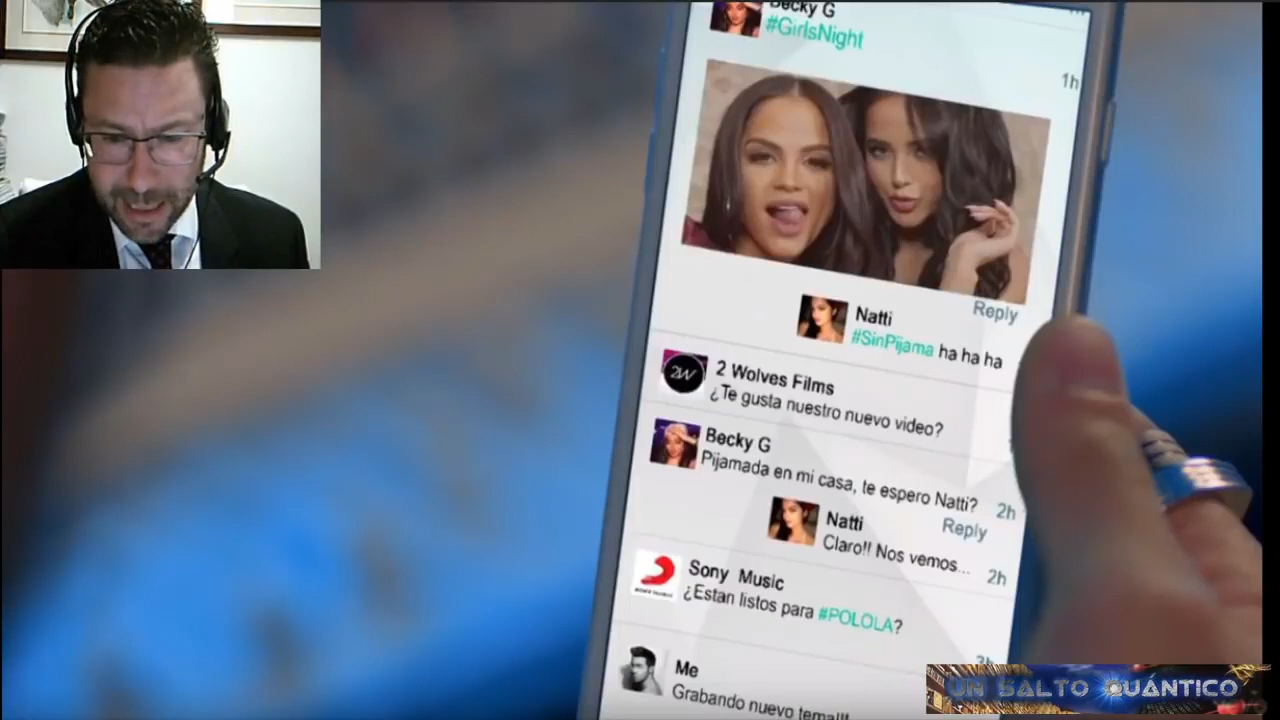 Becky G
#GirlsNight
1h
Reply
Natti
#SinPijama ha ha ha
2 Wolves Films
¿Te gusta nuestro nuevo video?
Becky G
Pijamada en mi casa, te espero Natti?
2h
Reply
Natti
Claro!! Nos vemos...
2h
2W
Sony Music
¿Estan listos para #POLOLA?
Me
Grabando nuevo tema!!!
UN SALTO QUÁNTICO